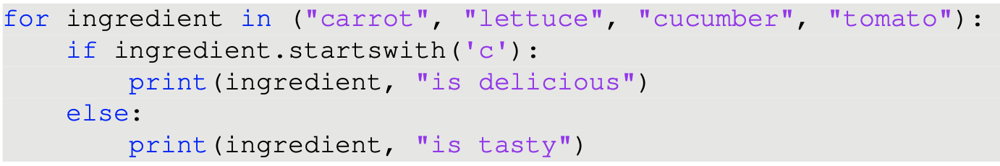 for ingredient in ("carrot", "lettuce", "cucumber", "tomato"):
    if ingredient.startswith('c'):
        print(ingredient, "is delicious")
    else:
        print(ingredient, "is tasty")